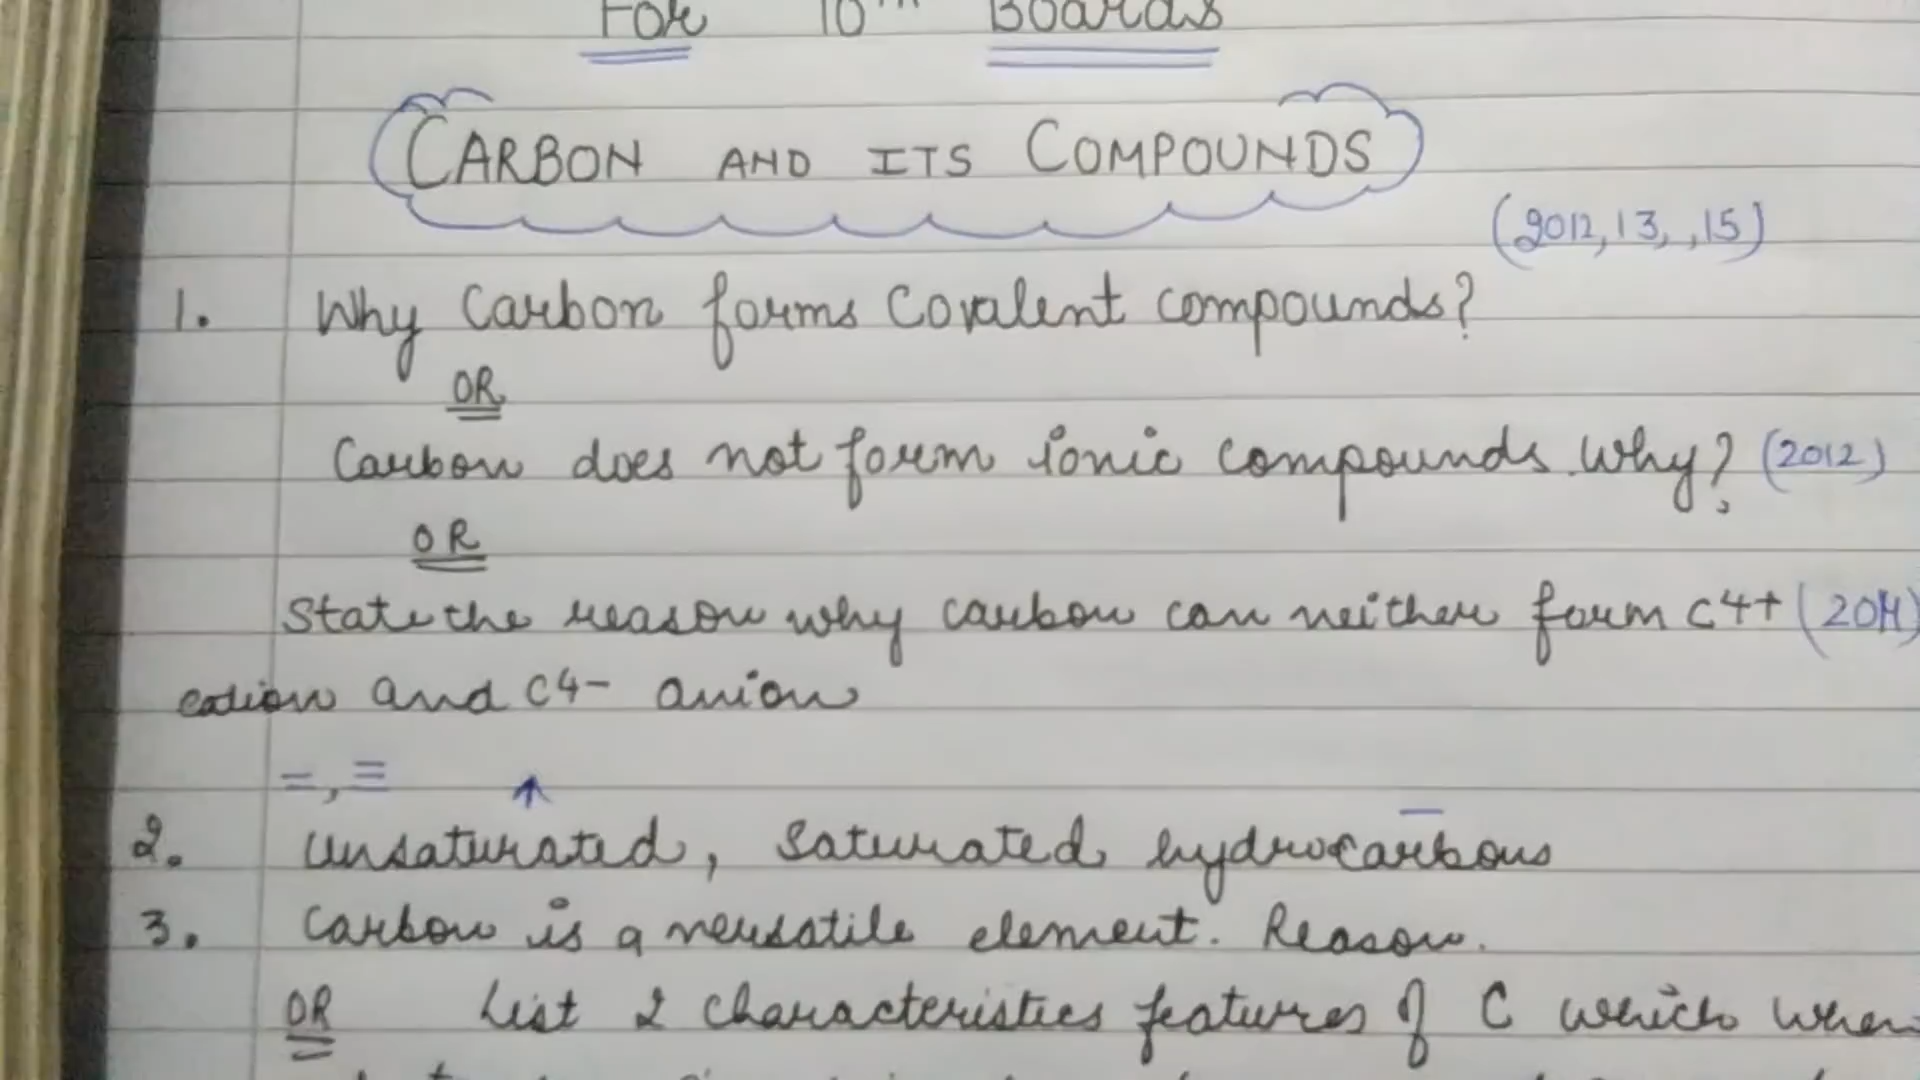 For 10th Boards
CARBON AND ITS COMPOUNDS
(2012,13,,15)
1. Why Carbon forms Covalent compounds?
OR
Carbon does not form ionic compounds. Why? (2012)
OR
State the reason why carbon can neither form C4+ (2014)
cation and C4- anion
=, ≡ ↑
2. Unsaturated, Saturated hydrocarbons
3. Carbon is a versatile element. Reason.
OR List 2 characteristics features of C which when